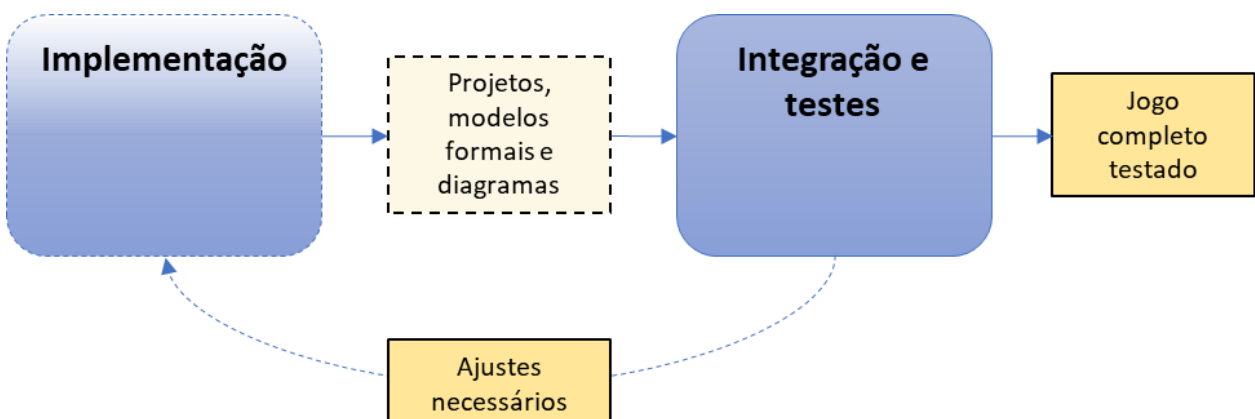 Implementação
Projetos,
modelos
formais e
diagramas
Integração e
testes
Jogo
completo
testado
Ajustes
necessários